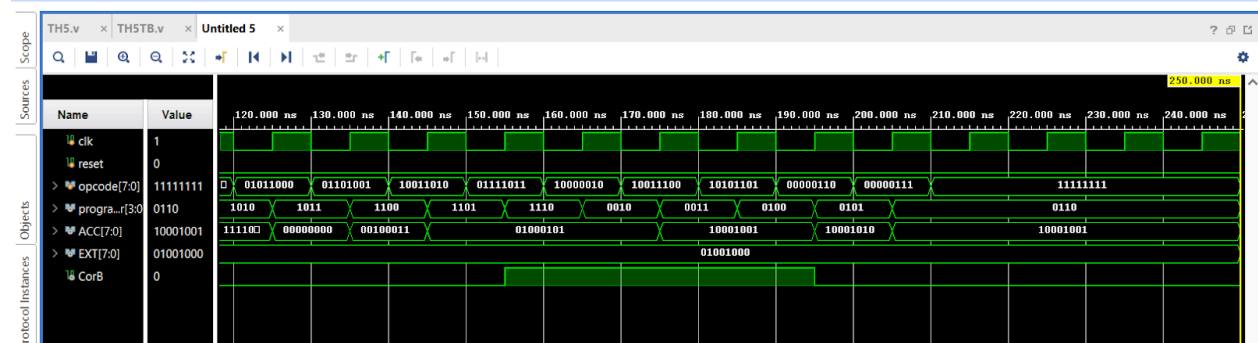 TH5.v × TH5TB.v × Untitled 5 ×
Scope
Sources
Objects
Protocol Instances
250.000 ns
Name Value
120.000 ns 130.000 ns 140.000 ns 150.000 ns 160.000 ns 170.000 ns 180.000 ns 190.000 ns 200.000 ns 210.000 ns 220.000 ns 230.000 ns 240.000 ns
clk 1
reset 0
opcode[7:0] 11111111 01011000 01101001 10011010 01111011 10000010 10011100 10101101 00000110 00000111 11111111
progra...r[3:0 0110 1010 1011 1100 1101 1110 0010 0011 0100 0101 0110
ACC[7:0] 10001001 11110 00000000 00100011 01000101 10001001 10001010 10001001
EXT[7:0] 01001000 01001000
CorB 0